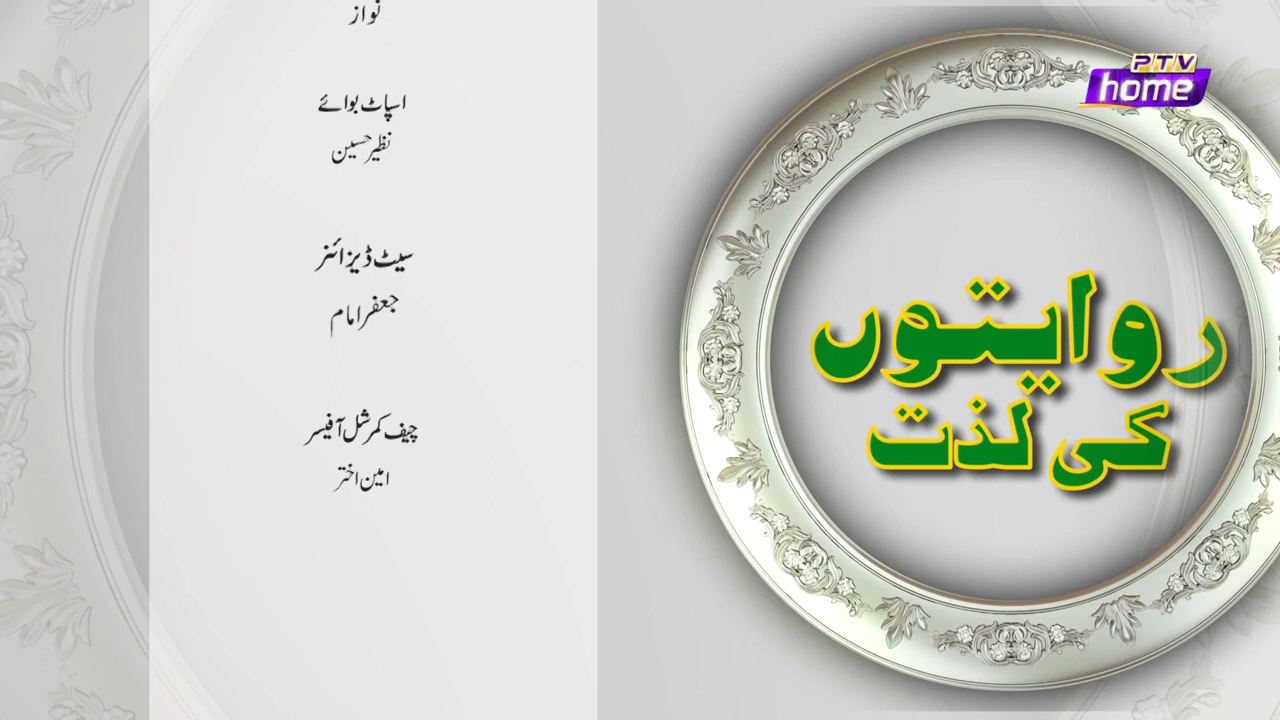 نواز
اسپاٹ بوائے
نظیر حسین
سیٹ ڈیزائنر
جعفر امام
چیف کمرشل آفیسر
امین اختر
PTV
home
روایتوں
کی لذت